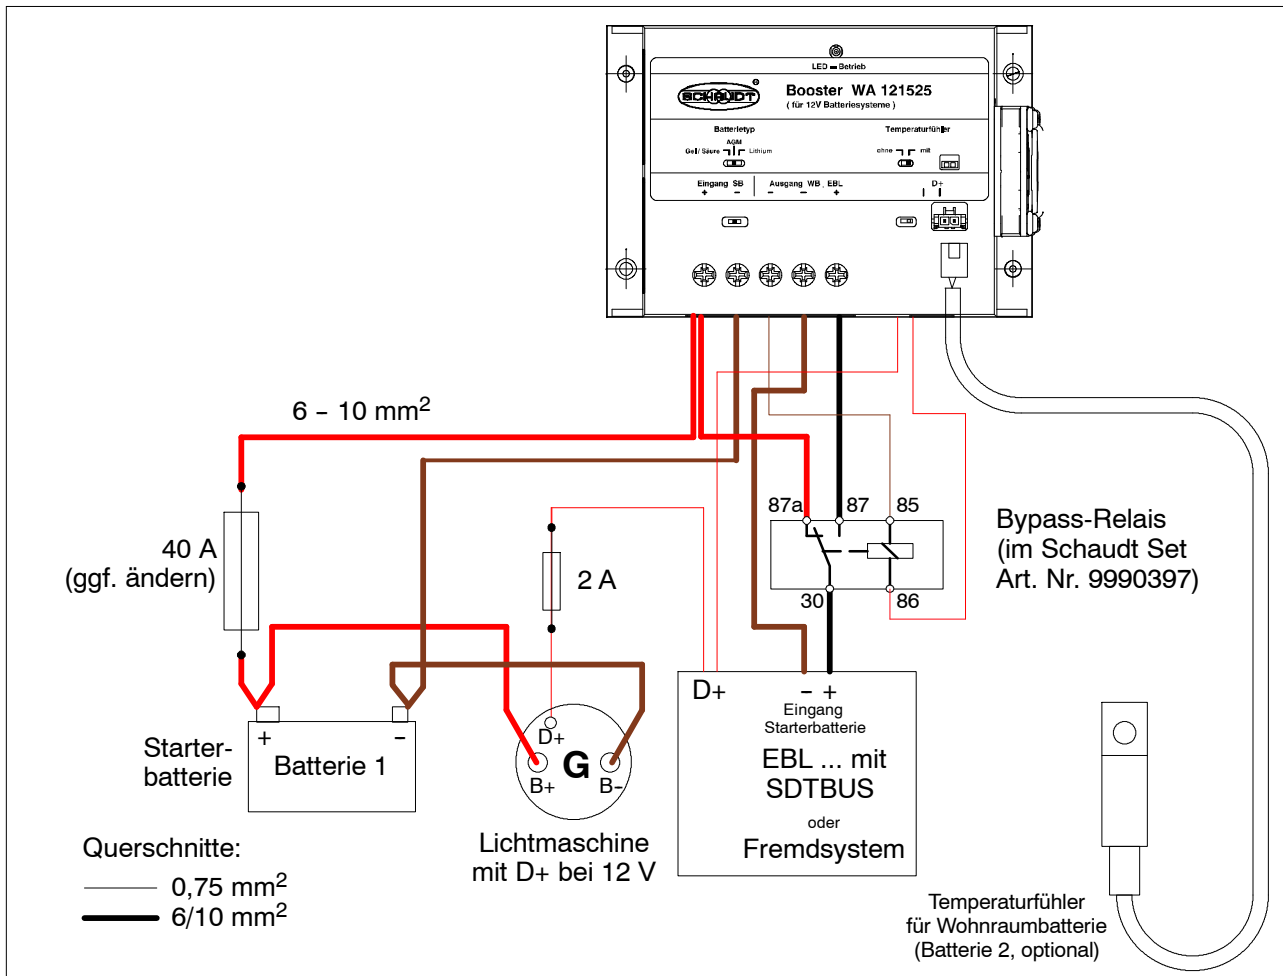 LED Betrieb
SCHAUDT ®
Booster WA 121525
( für 12V Batteriesysteme )
Batterietyp
AGM
Gel / Säure
Lithium
Temperaturfühler
ohne
mit
Eingang SB
+ −
Ausgang WB , EBL
− − +
D+
6 – 10 mm²
40 A
(ggf. ändern)
2 A
87a
87
85
30
86
Bypass-Relais
(im Schaudt Set
Art. Nr. 9990397)
D+
− +
Eingang
Starterbatterie
EBL ... mit
SDTBUS
oder
Fremdsystem
Starter-
batterie
+ −
Batterie 1
D+
G
B+
B−
Lichtmaschine
mit D+ bei 12 V
Querschnitte:
0,75 mm²
6/10 mm²
Temperaturfühler
für Wohnraumbatterie
(Batterie 2, optional)